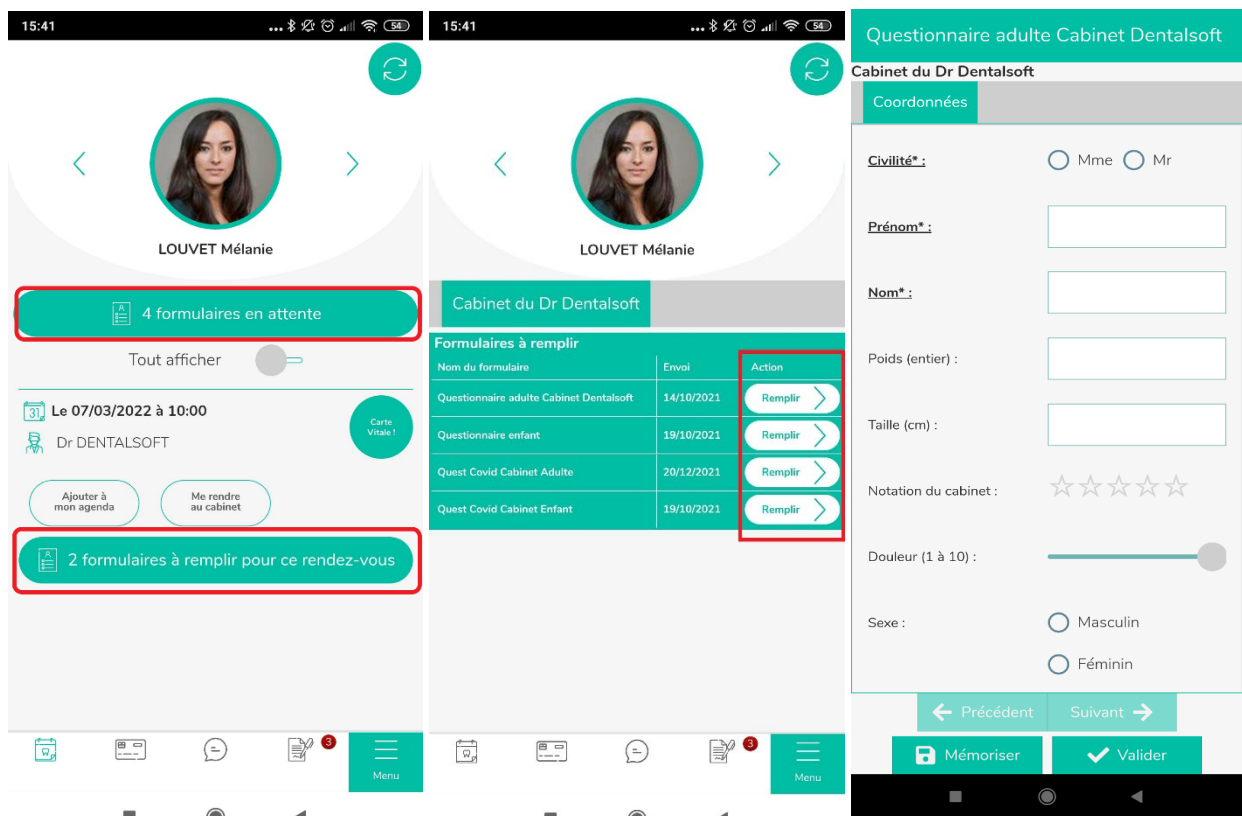 15:41
54
LOUVET Mélanie
4 formulaires en attente
Tout afficher
31 Le 07/03/2022 à 10:00
Dr DENTALSOFT
Carte
Vitale !
Ajouter à
mon agenda
Me rendre
au cabinet
2 formulaires à remplir pour ce rendez-vous
3
Menu
15:41
54
LOUVET Mélanie
Cabinet du Dr Dentalsoft
Formulaires à remplir
Nom du formulaire Envoi Action
Questionnaire adulte Cabinet Dentalsoft 14/10/2021 Remplir
Questionnaire enfant 19/10/2021 Remplir
Quest Covid Cabinet Adulte 20/12/2021 Remplir
Quest Covid Cabinet Enfant 19/10/2021 Remplir
3
Menu
Questionnaire adulte Cabinet Dentalsoft
Cabinet du Dr Dentalsoft
Coordonnées
Civilité* : Mme Mr
Prénom* :
Nom* :
Poids (entier) :
Taille (cm) :
Notation du cabinet :
Douleur (1 à 10) :
Sexe : Masculin
Féminin
Précédent Suivant
Mémoriser Valider